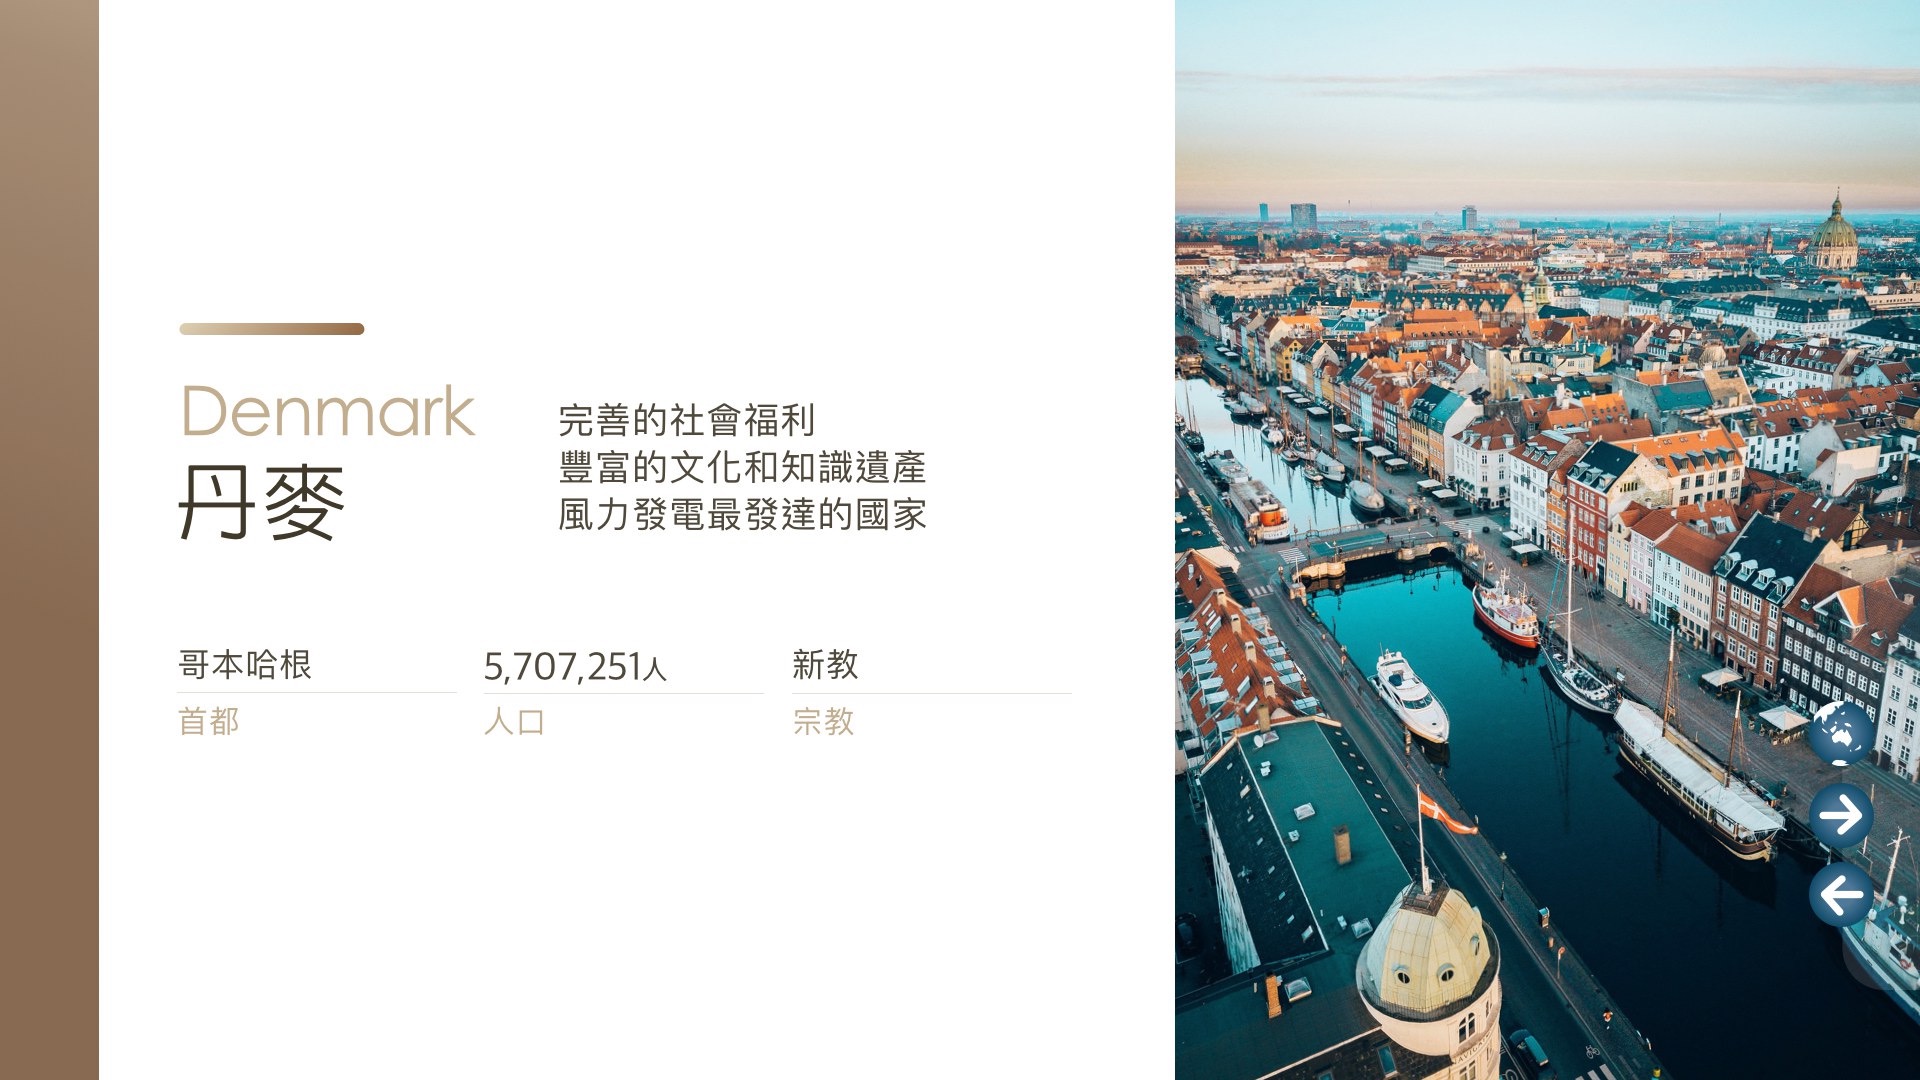 Denmark
丹麥
完善的社會福利
豐富的文化和知識遺產
風力發電最發達的國家
哥本哈根
首都
5,707,251人
人口
新教
宗教